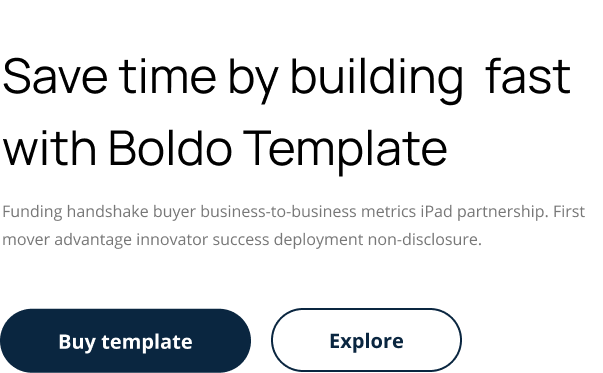 Save time by building  fast
with Boldo Template
Funding handshake buyer business-to-business metrics iPad partnership. First
mover advantage innovator success deployment non-disclosure.
Buy template
Explore